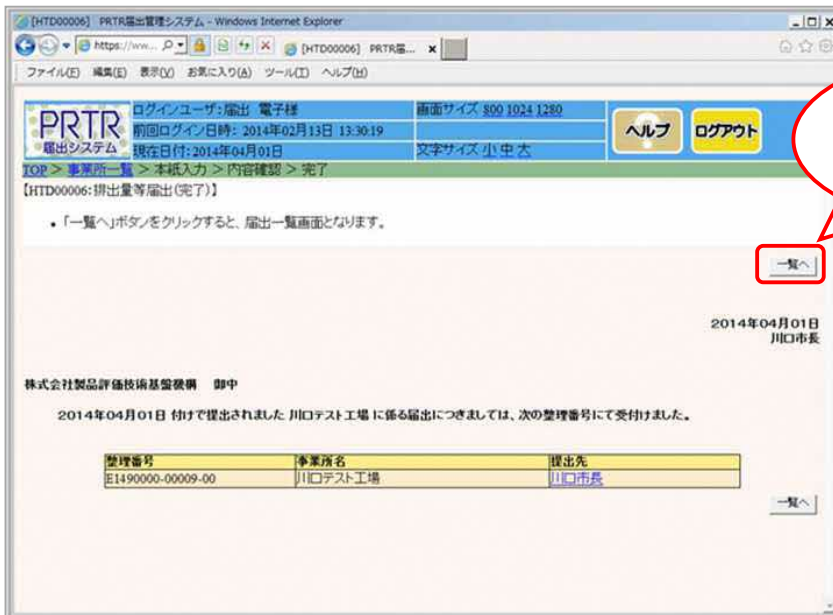 [HTD00006] PRTR届出管理システム - Windows Internet Explorer
https://ww...
[HTD00006] PRTR届...
ファイル(F) 編集(E) 表示(V) お気に入り(A) ツール(T) ヘルプ(H)
PRTR
届出システム
ログインユーザ:届出 電子様
画面サイズ 800 1024 1280
前回ログイン日時: 2014年02月13日 13:30:19
現在日付:2014年04月01日
文字サイズ 小 中 大
ヘルプ
ログアウト
TOP > 事業所一覧 > 本紙入力 > 内容確認 > 完了
【HTD00006:排出量等届出(完了)】
・「一覧へ」ボタンをクリックすると、届出一覧画面となります。
一覧へ
2014年04月01日
川口市長
株式会社製品評価技術基盤機構 御中
2014年04月01日 付けで提出されました 川口テスト工場 に係る届出につきましては、次の整理番号にて受付けました。
整理番号 事業所名 提出先
E1490000-00009-00 川口テスト工場 川口市長
一覧へ